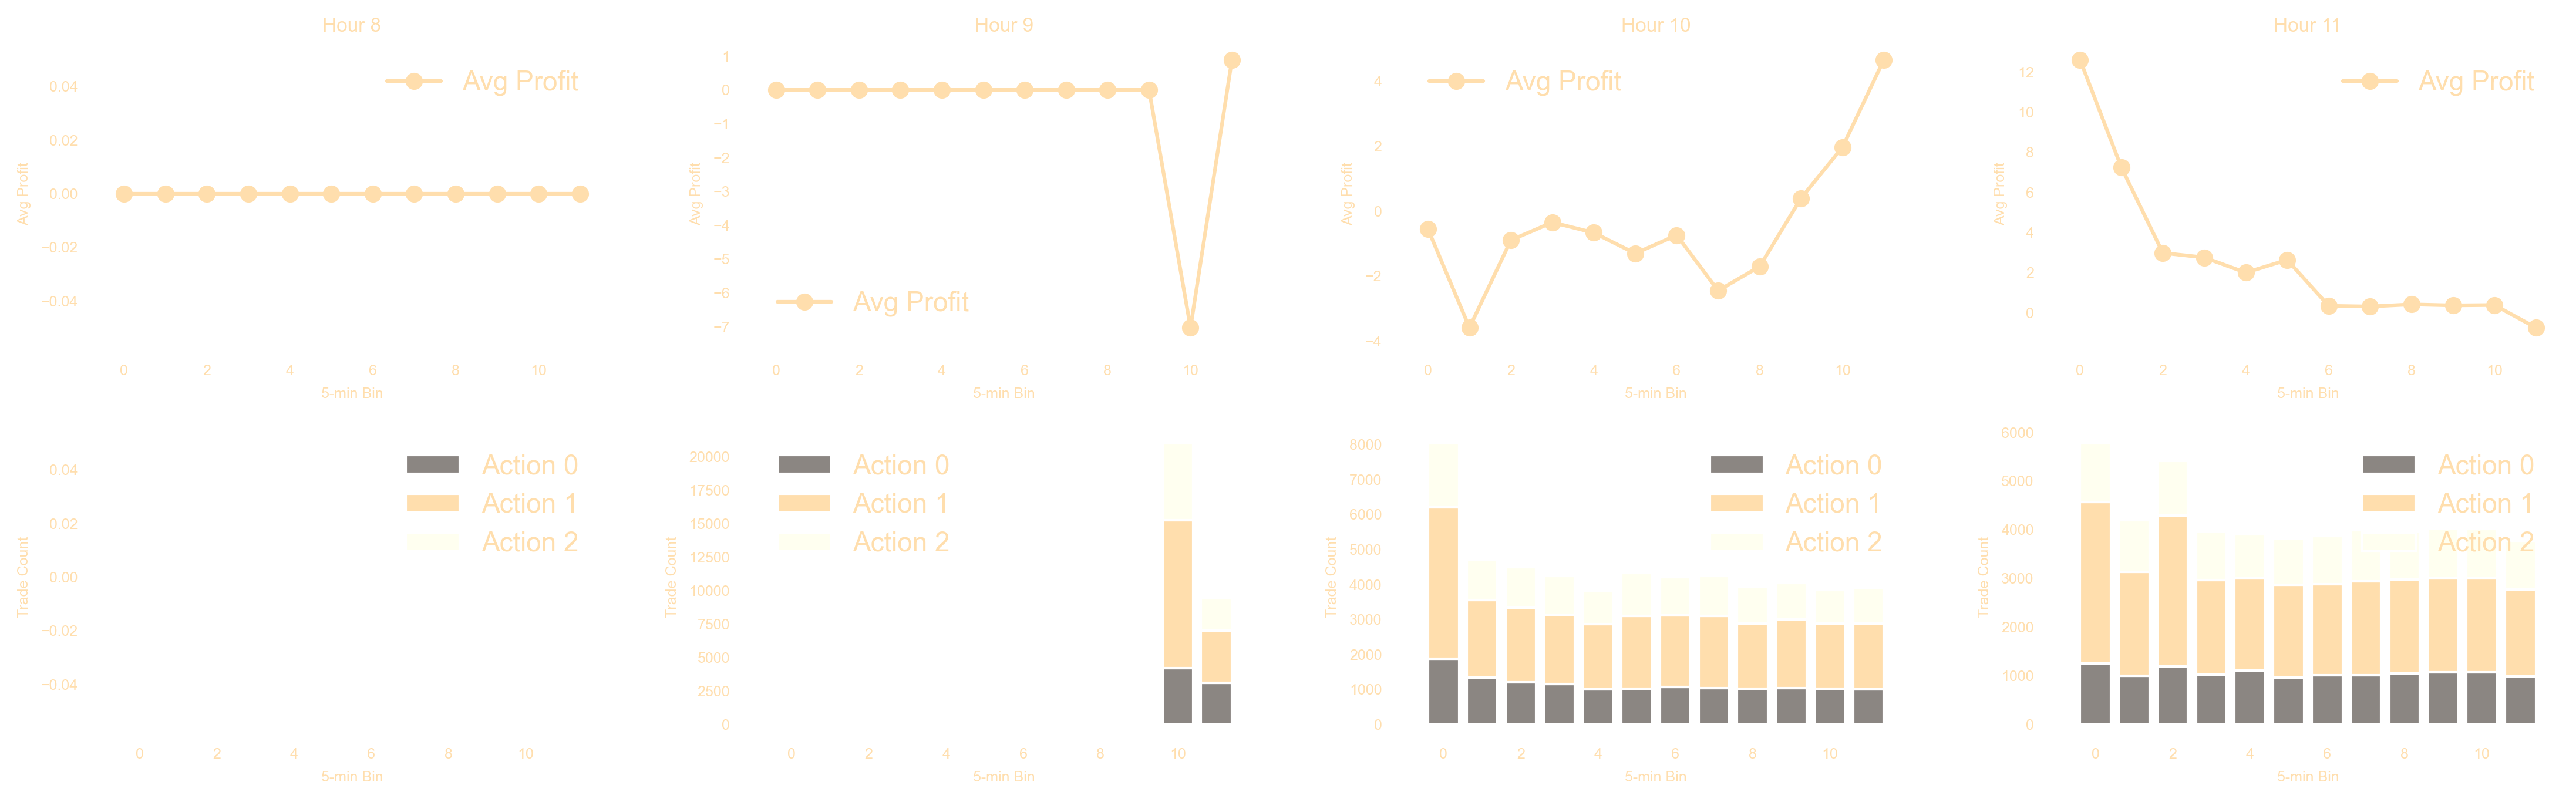 Hour 8
Avg Profit
0.04
0.02
0.00
−0.02
−0.04
Avg Profit
0 2 4 6 8 10
5-min Bin
Hour 9
Avg Profit
1
0
−1
−2
−3
−4
−5
−6
−7
Avg Profit
0 2 4 6 8 10
5-min Bin
Hour 10
Avg Profit
4
2
0
−2
−4
Avg Profit
0 2 4 6 8 10
5-min Bin
Hour 11
Avg Profit
12
10
8
6
4
2
0
Avg Profit
0 2 4 6 8 10
5-min Bin
Action 0
Action 1
Action 2
0.04
0.02
0.00
−0.02
−0.04
Trade Count
0 2 4 6 8 10
5-min Bin
Action 0
Action 1
Action 2
20000
17500
15000
12500
10000
7500
5000
2500
0
Trade Count
0 2 4 6 8 10
5-min Bin
Action 0
Action 1
Action 2
8000
7000
6000
5000
4000
3000
2000
1000
0
Trade Count
0 2 4 6 8 10
5-min Bin
Action 0
Action 1
Action 2
6000
5000
4000
3000
2000
1000
0
Trade Count
0 2 4 6 8 10
5-min Bin